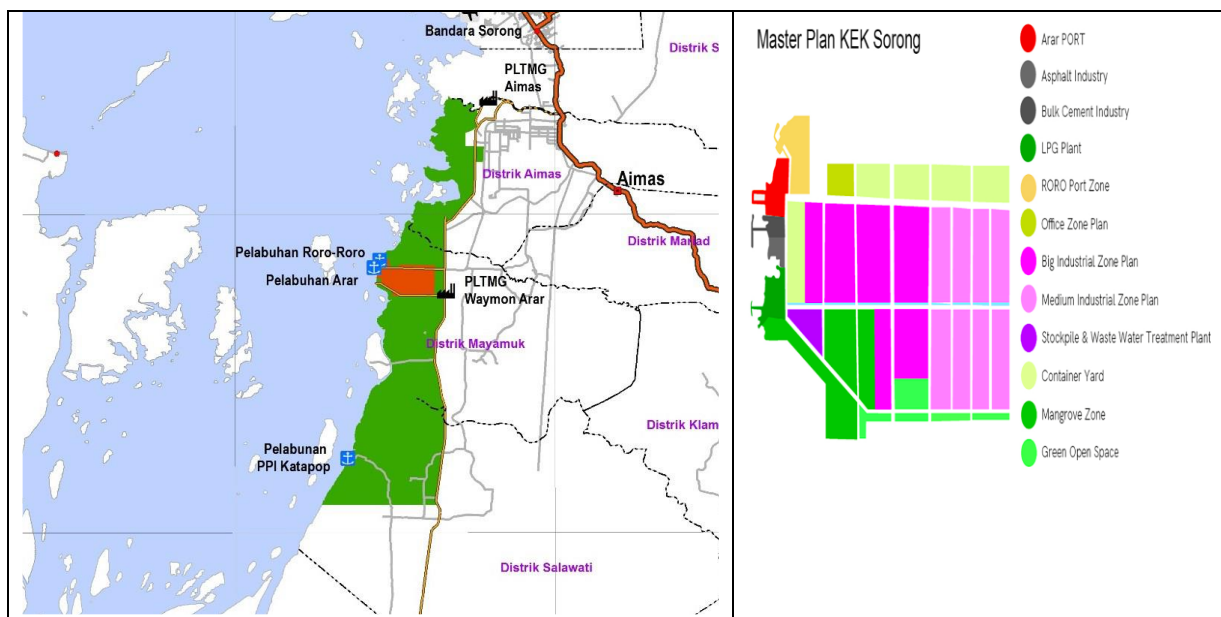 Bandara Sorong
Distrik S
PLTMG
Aimas
Distrik Aimas
Aimas
Distrik Mariad
Pelabuhan Roro-Roro
Pelabuhan Arar
PLTMG
Waymon Arar
Distrik Mayamuk
Distrik Klam
Pelabunan
PPI Katapop
Distrik Salawati
Master Plan KEK Sorong
Arar PORT
Asphalt Industry
Bulk Cement Industry
LPG Plant
RORO Port Zone
Office Zone Plan
Big Industrial Zone Plan
Medium Industrial Zone Plan
Stockpile & Waste Water Treatment Plant
Container Yard
Mangrove Zone
Green Open Space